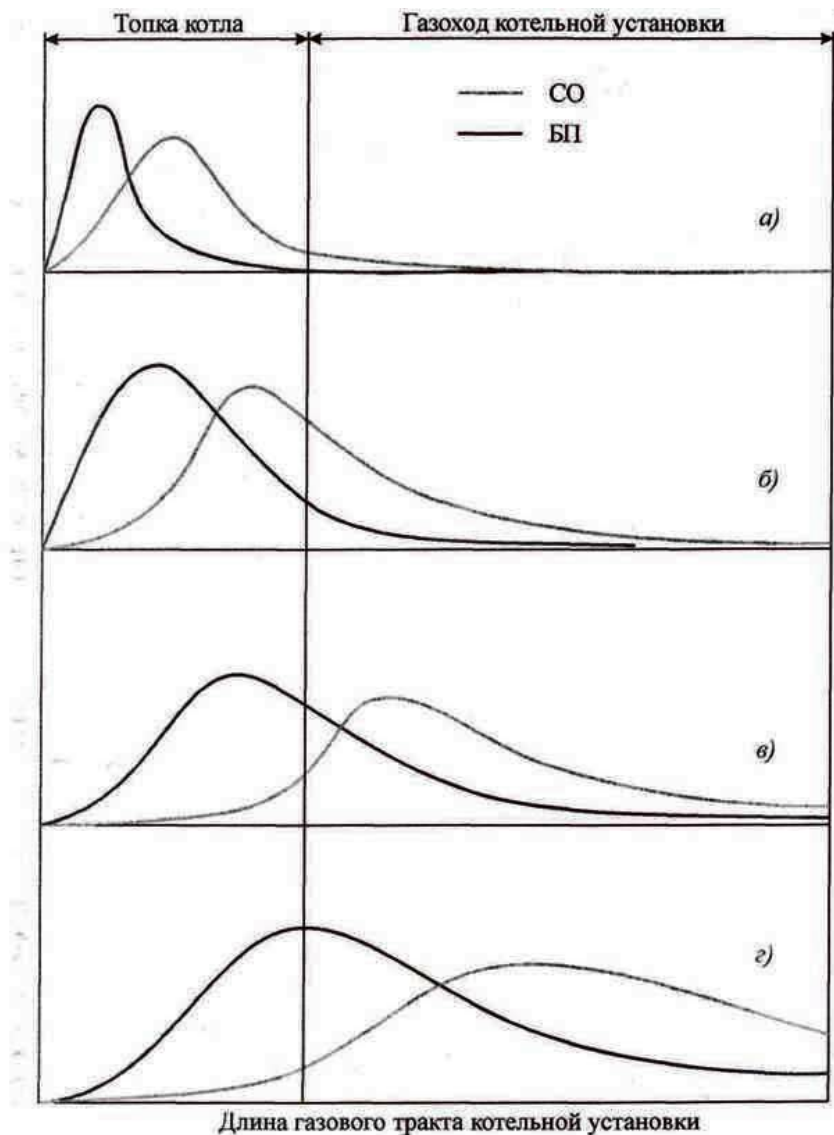 Топка котла
Газоход котельной установки
СО
БП
а)
б)
в)
г)
Длина газового тракта котельной установки